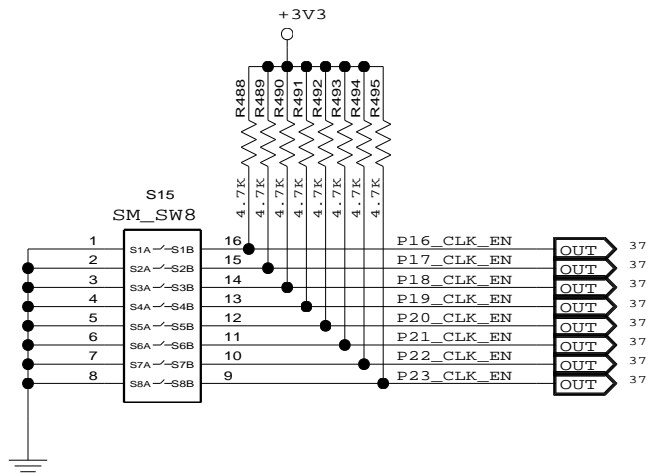 +3V3
R488
R489
R490
R491
R492
R493
R494
R495
4.7K
4.7K
4.7K
4.7K
4.7K
4.7K
4.7K
4.7K
S15
SM_SW8
1 S1A S1B 16 P16_CLK_EN OUT 37
2 S2A S2B 15 P17_CLK_EN OUT 37
3 S3A S3B 14 P18_CLK_EN OUT 37
4 S4A S4B 13 P19_CLK_EN OUT 37
5 S5A S5B 12 P20_CLK_EN OUT 37
6 S6A S6B 11 P21_CLK_EN OUT 37
7 S7A S7B 10 P22_CLK_EN OUT 37
8 S8A S8B 9 P23_CLK_EN OUT 37